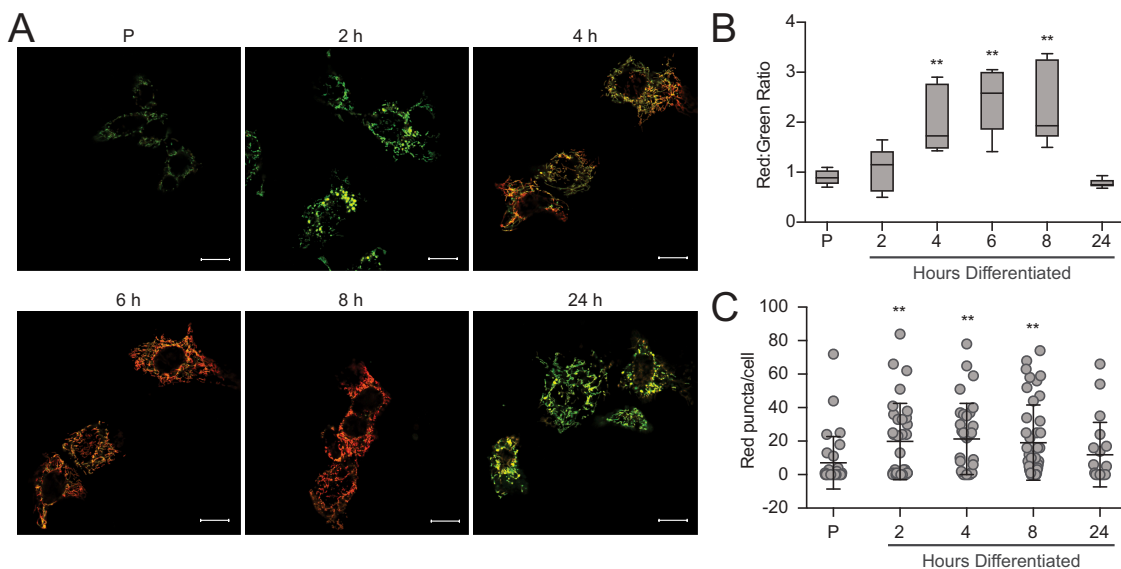 A
P
2 h
4 h
6 h
8 h
24 h
B
Red:Green Ratio
4
3
2
1
0
**
**
**
P
2
4
6
8
24
Hours Differentiated
C
Red puncta/cell
100
80
60
40
20
0
-20
**
**
**
P
2
4
8
24
Hours Differentiated